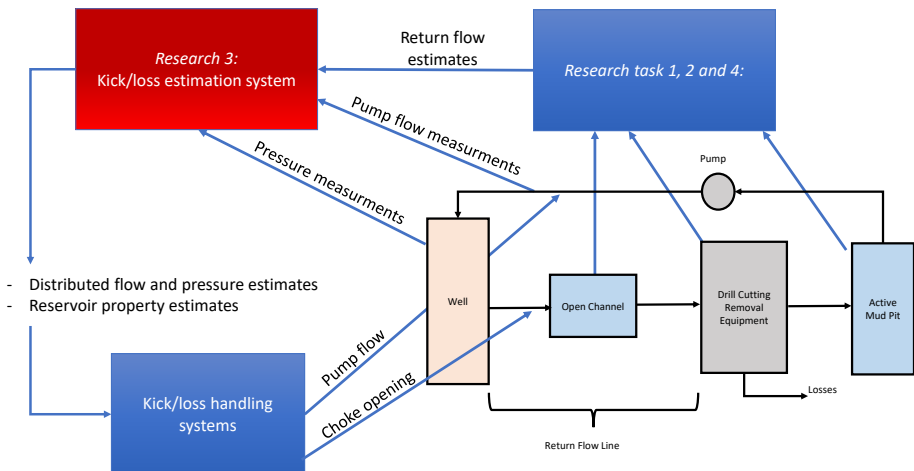 Research 3:
Kick/loss estimation system
Return flow
estimates
Research task 1, 2 and 4:
Pump flow measurments
Pressure measurments
Pump
- Distributed flow and pressure estimates
- Reservoir property estimates
Well
Open Channel
Drill Cutting
Removal
Equipment
Active
Mud Pit
Pump flow
Choke opening
Kick/loss handling
systems
Losses
Return Flow Line